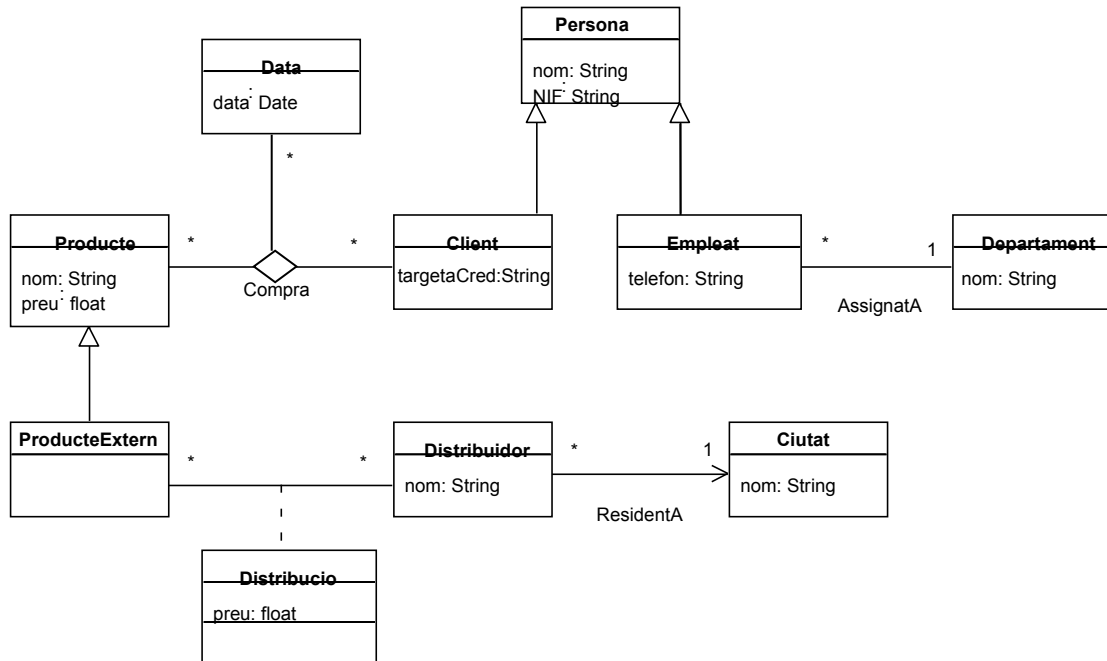 Persona
nom: String
NIF: String
Data
data: Date
*
Producte
nom: String
preu: float
*
*
Compra
Client
targetaCred:String
Empleat
telefon: String
*
1
AssignatA
Departament
nom: String
ProducteExtern
*
*
Distribuidor
nom: String
*
1
ResidentA
Ciutat
nom: String
Distribucio
preu: float